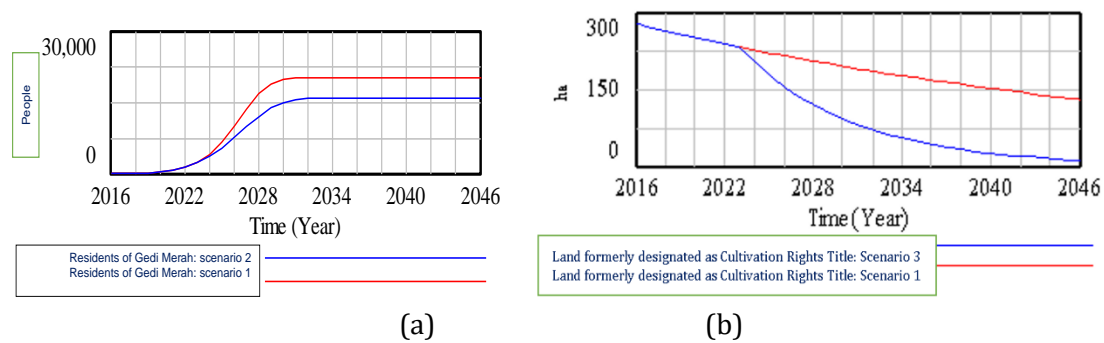 30,000
People
0
2016 2022 2028 2034 2040 2046
Time (Year)
Residents of Gedi Merah: scenario 2
Residents of Gedi Merah: scenario 1
(a)
300
ha
150
0
2016 2022 2028 2034 2040 2046
Time (Year)
Land formerly designated as Cultivation Rights Title: Scenario 3
Land formerly designated as Cultivation Rights Title: Scenario 1
(b)